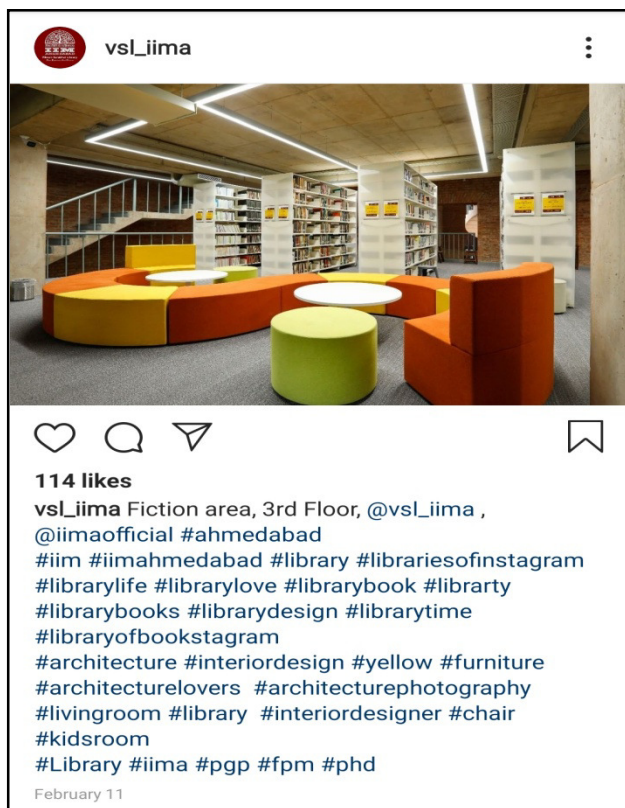 vsl_iima
114 likes
vsl_iima Fiction area, 3rd Floor, @vsl_iima ,
@iimaofficial #ahmedabad
#iim #iimahmedabad #library #librariesofinstagram
#librarylife #librarylove #librarybook #librarty
#librarybooks #librarydesign #librarytime
#libraryofbookstagram
#architecture #interiordesign #yellow #furniture
#architecturelovers #architecturephotography
#livingroom #library #interiordesigner #chair
#kidsroom
#Library #iima #pgp #fpm #phd
February 11